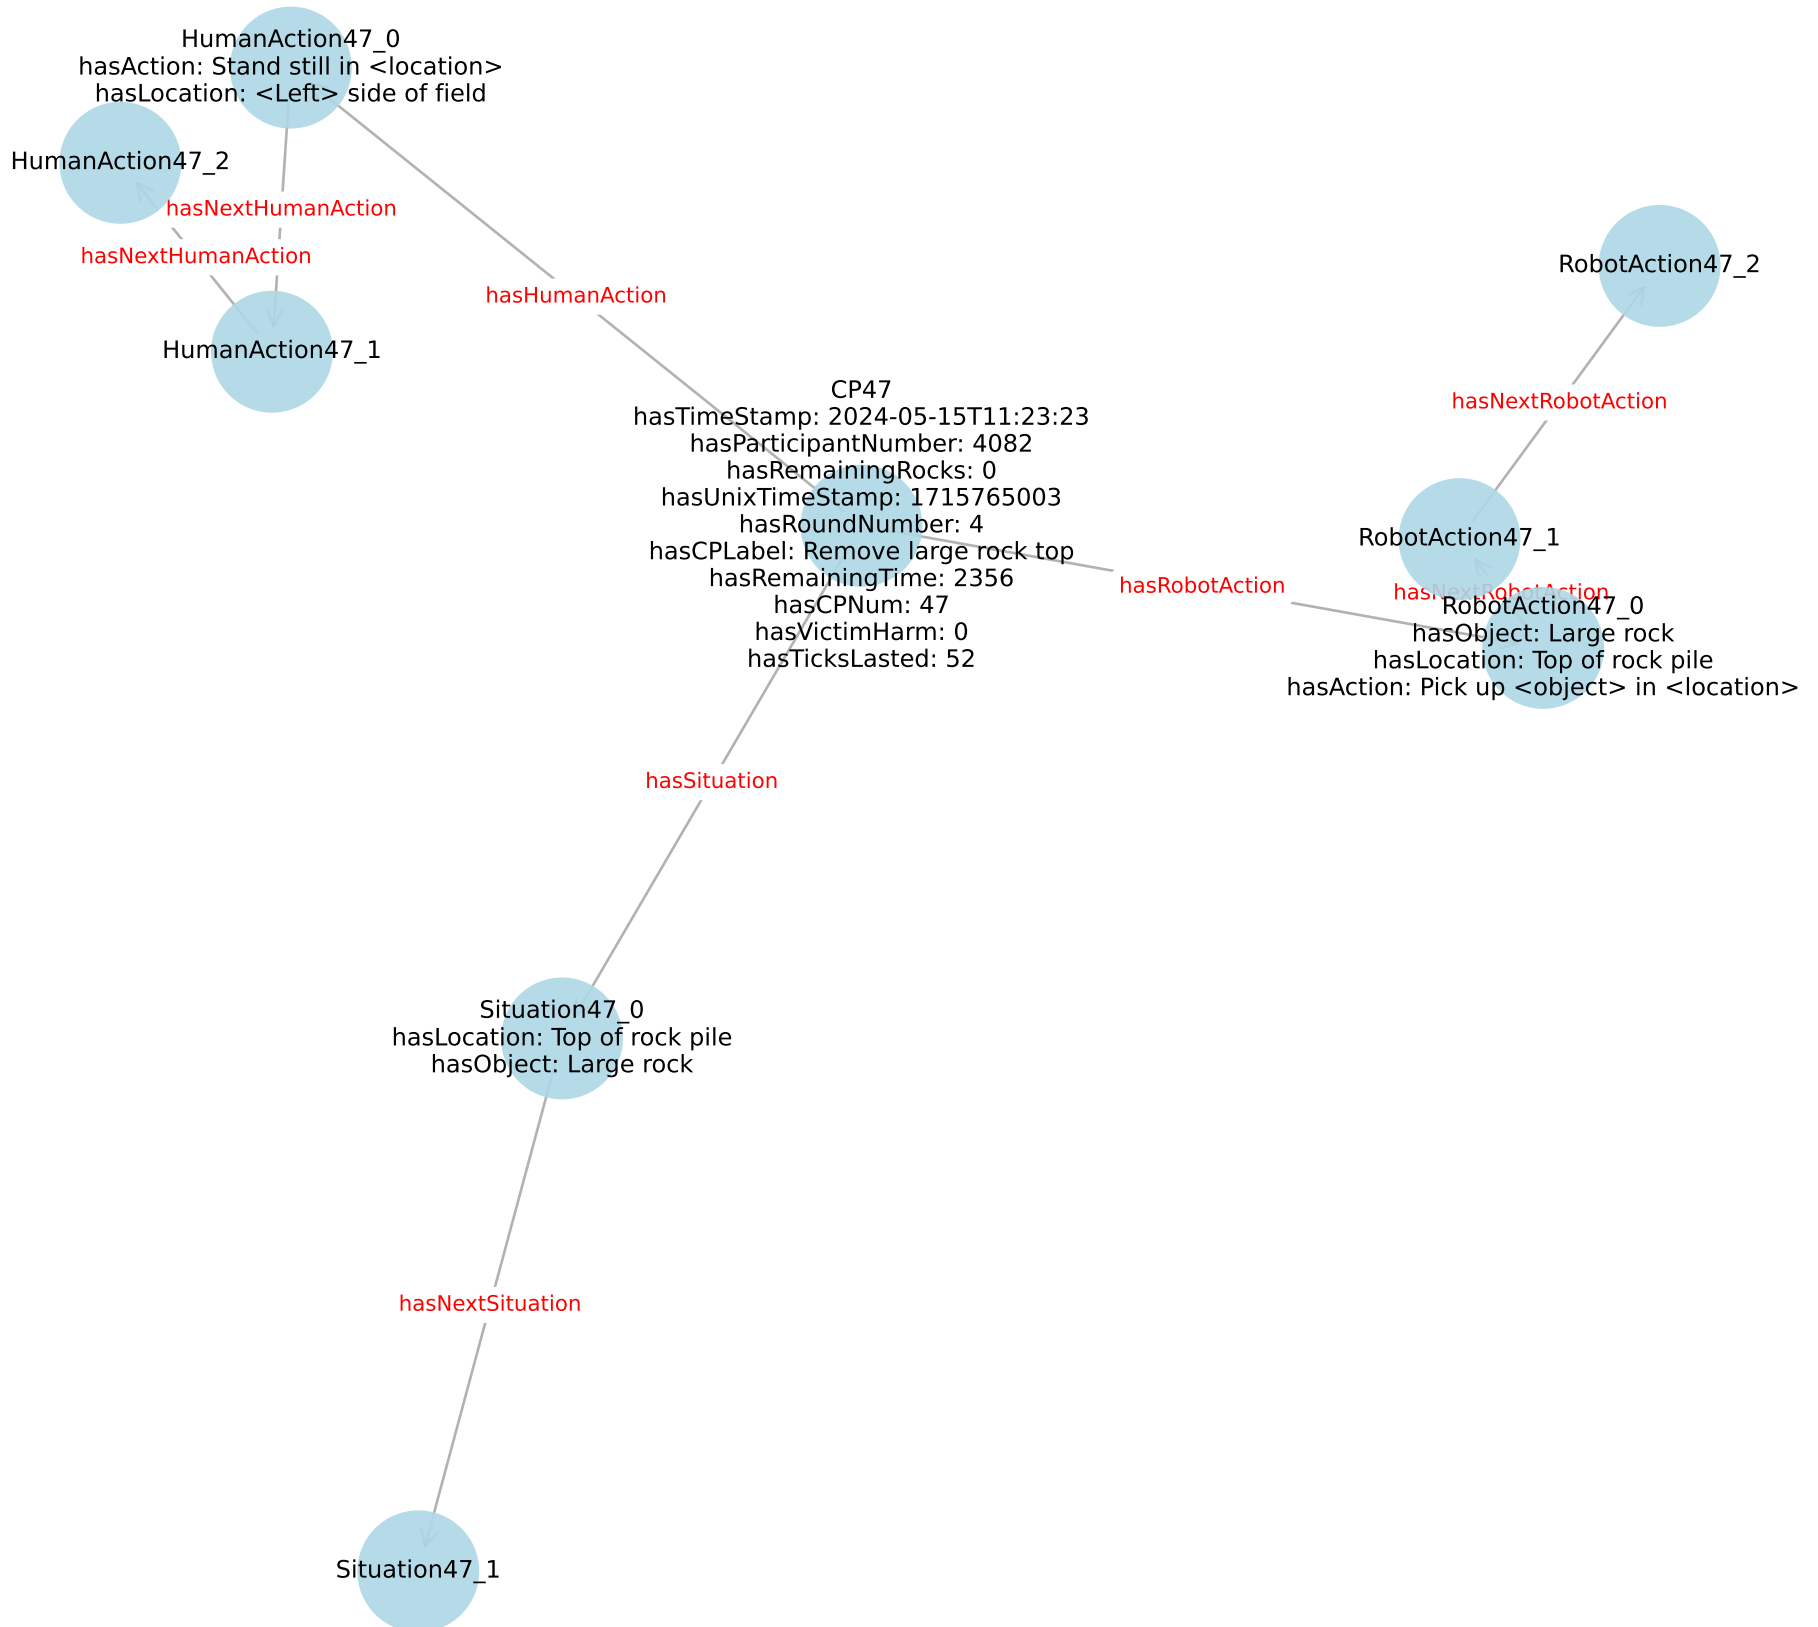 HumanAction47_0
hasAction: Stand still in <location>
hasLocation: <Left> side of field
HumanAction47_2
hasNextHumanAction
hasNextHumanAction
HumanAction47_1
hasHumanAction
RobotAction47_2
hasNextRobotAction
CP47
hasTimeStamp: 2024-05-15T11:23:23
hasParticipantNumber: 4082
hasRemainingRocks: 0
hasUnixTimeStamp: 1715765003
hasRoundNumber: 4
hasCPLabel: Remove large rock top
hasRemainingTime: 2356
hasCPNum: 47
hasVictimHarm: 0
hasTicksLasted: 52
RobotAction47_1
hasRobotAction
hasNextRobotAction
RobotAction47_0
hasObject: Large rock
hasLocation: Top of rock pile
hasAction: Pick up <object> in <location>
hasSituation
Situation47_0
hasLocation: Top of rock pile
hasObject: Large rock
hasNextSituation
Situation47_1